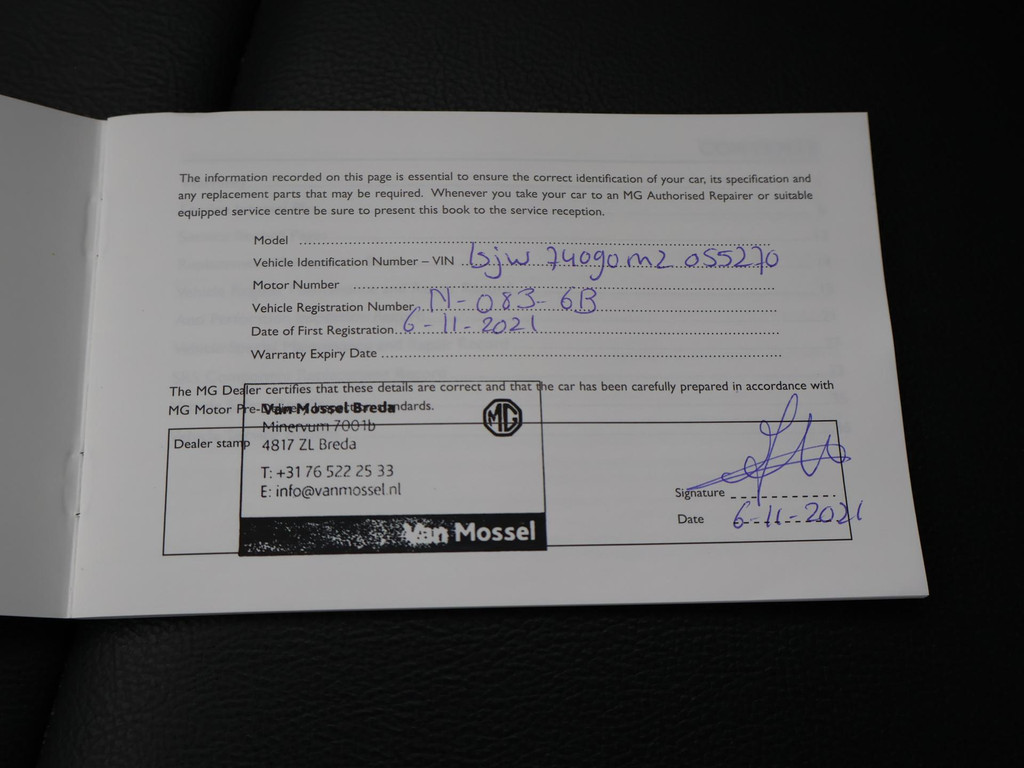 The information recorded on this page is essential to ensure the correct identification of your car, its specification and
any replacement parts that may be required. Whenever you take your car to an MG Authorised Repairer or suitable
equipped service centre be sure to present this book to the service reception.
Model
Vehicle Identification Number – VIN lsjw74090m2055270
Motor Number
Vehicle Registration Number N-083-6B
Date of First Registration 6-11-2021
Warranty Expiry Date
The MG Dealer certifies that these details are correct and that the car has been carefully prepared in accordance with
MG Motor Pre- standards.
Dealer stamp
Van Mossel Breda
Minervum 7001b
4817 ZL Breda
T: +31 76 522 25 33
E: info@vanmossel.nl
MG
Van Mossel
Signature
Date 6-11-2021